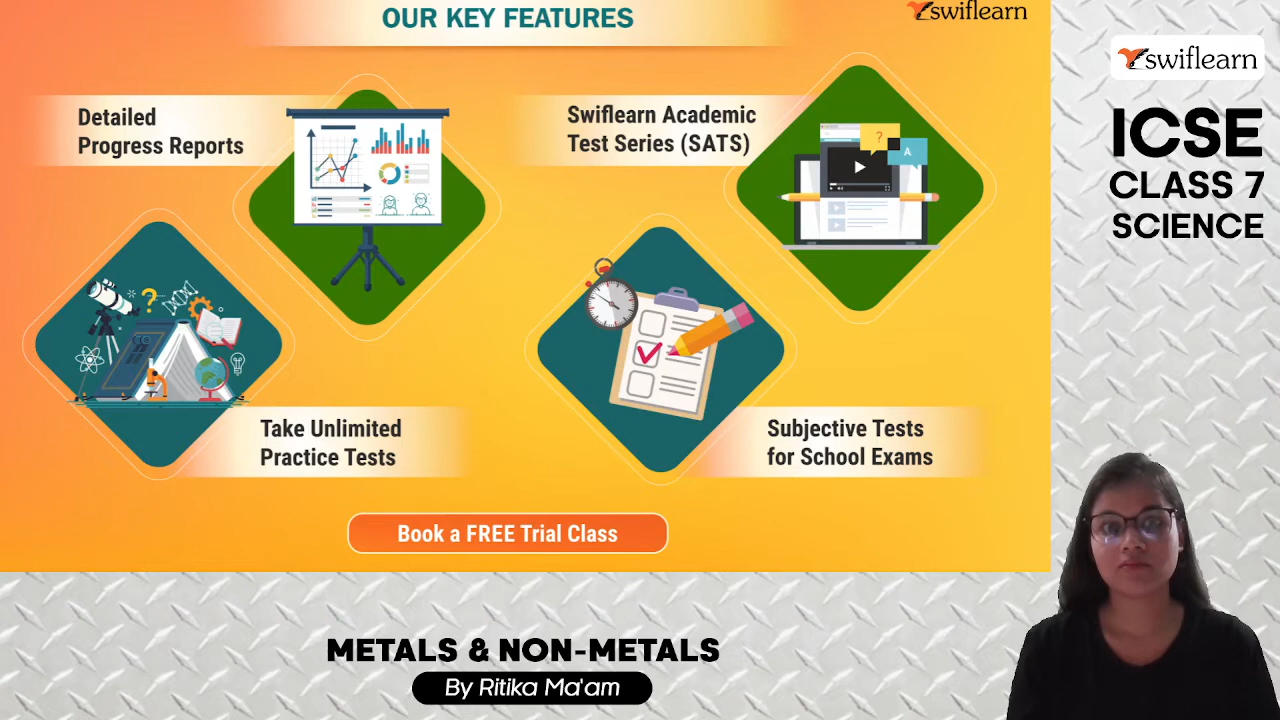 OUR KEY FEATURES
swiflearn
Detailed
Progress Reports
Swiflearn Academic
Test Series (SATS)
?
A
?
Take Unlimited
Practice Tests
Subjective Tests
for School Exams
Book a FREE Trial Class
swiflearn
ICSE
CLASS 7
SCIENCE
METALS & NON-METALS
By Ritika Ma'am